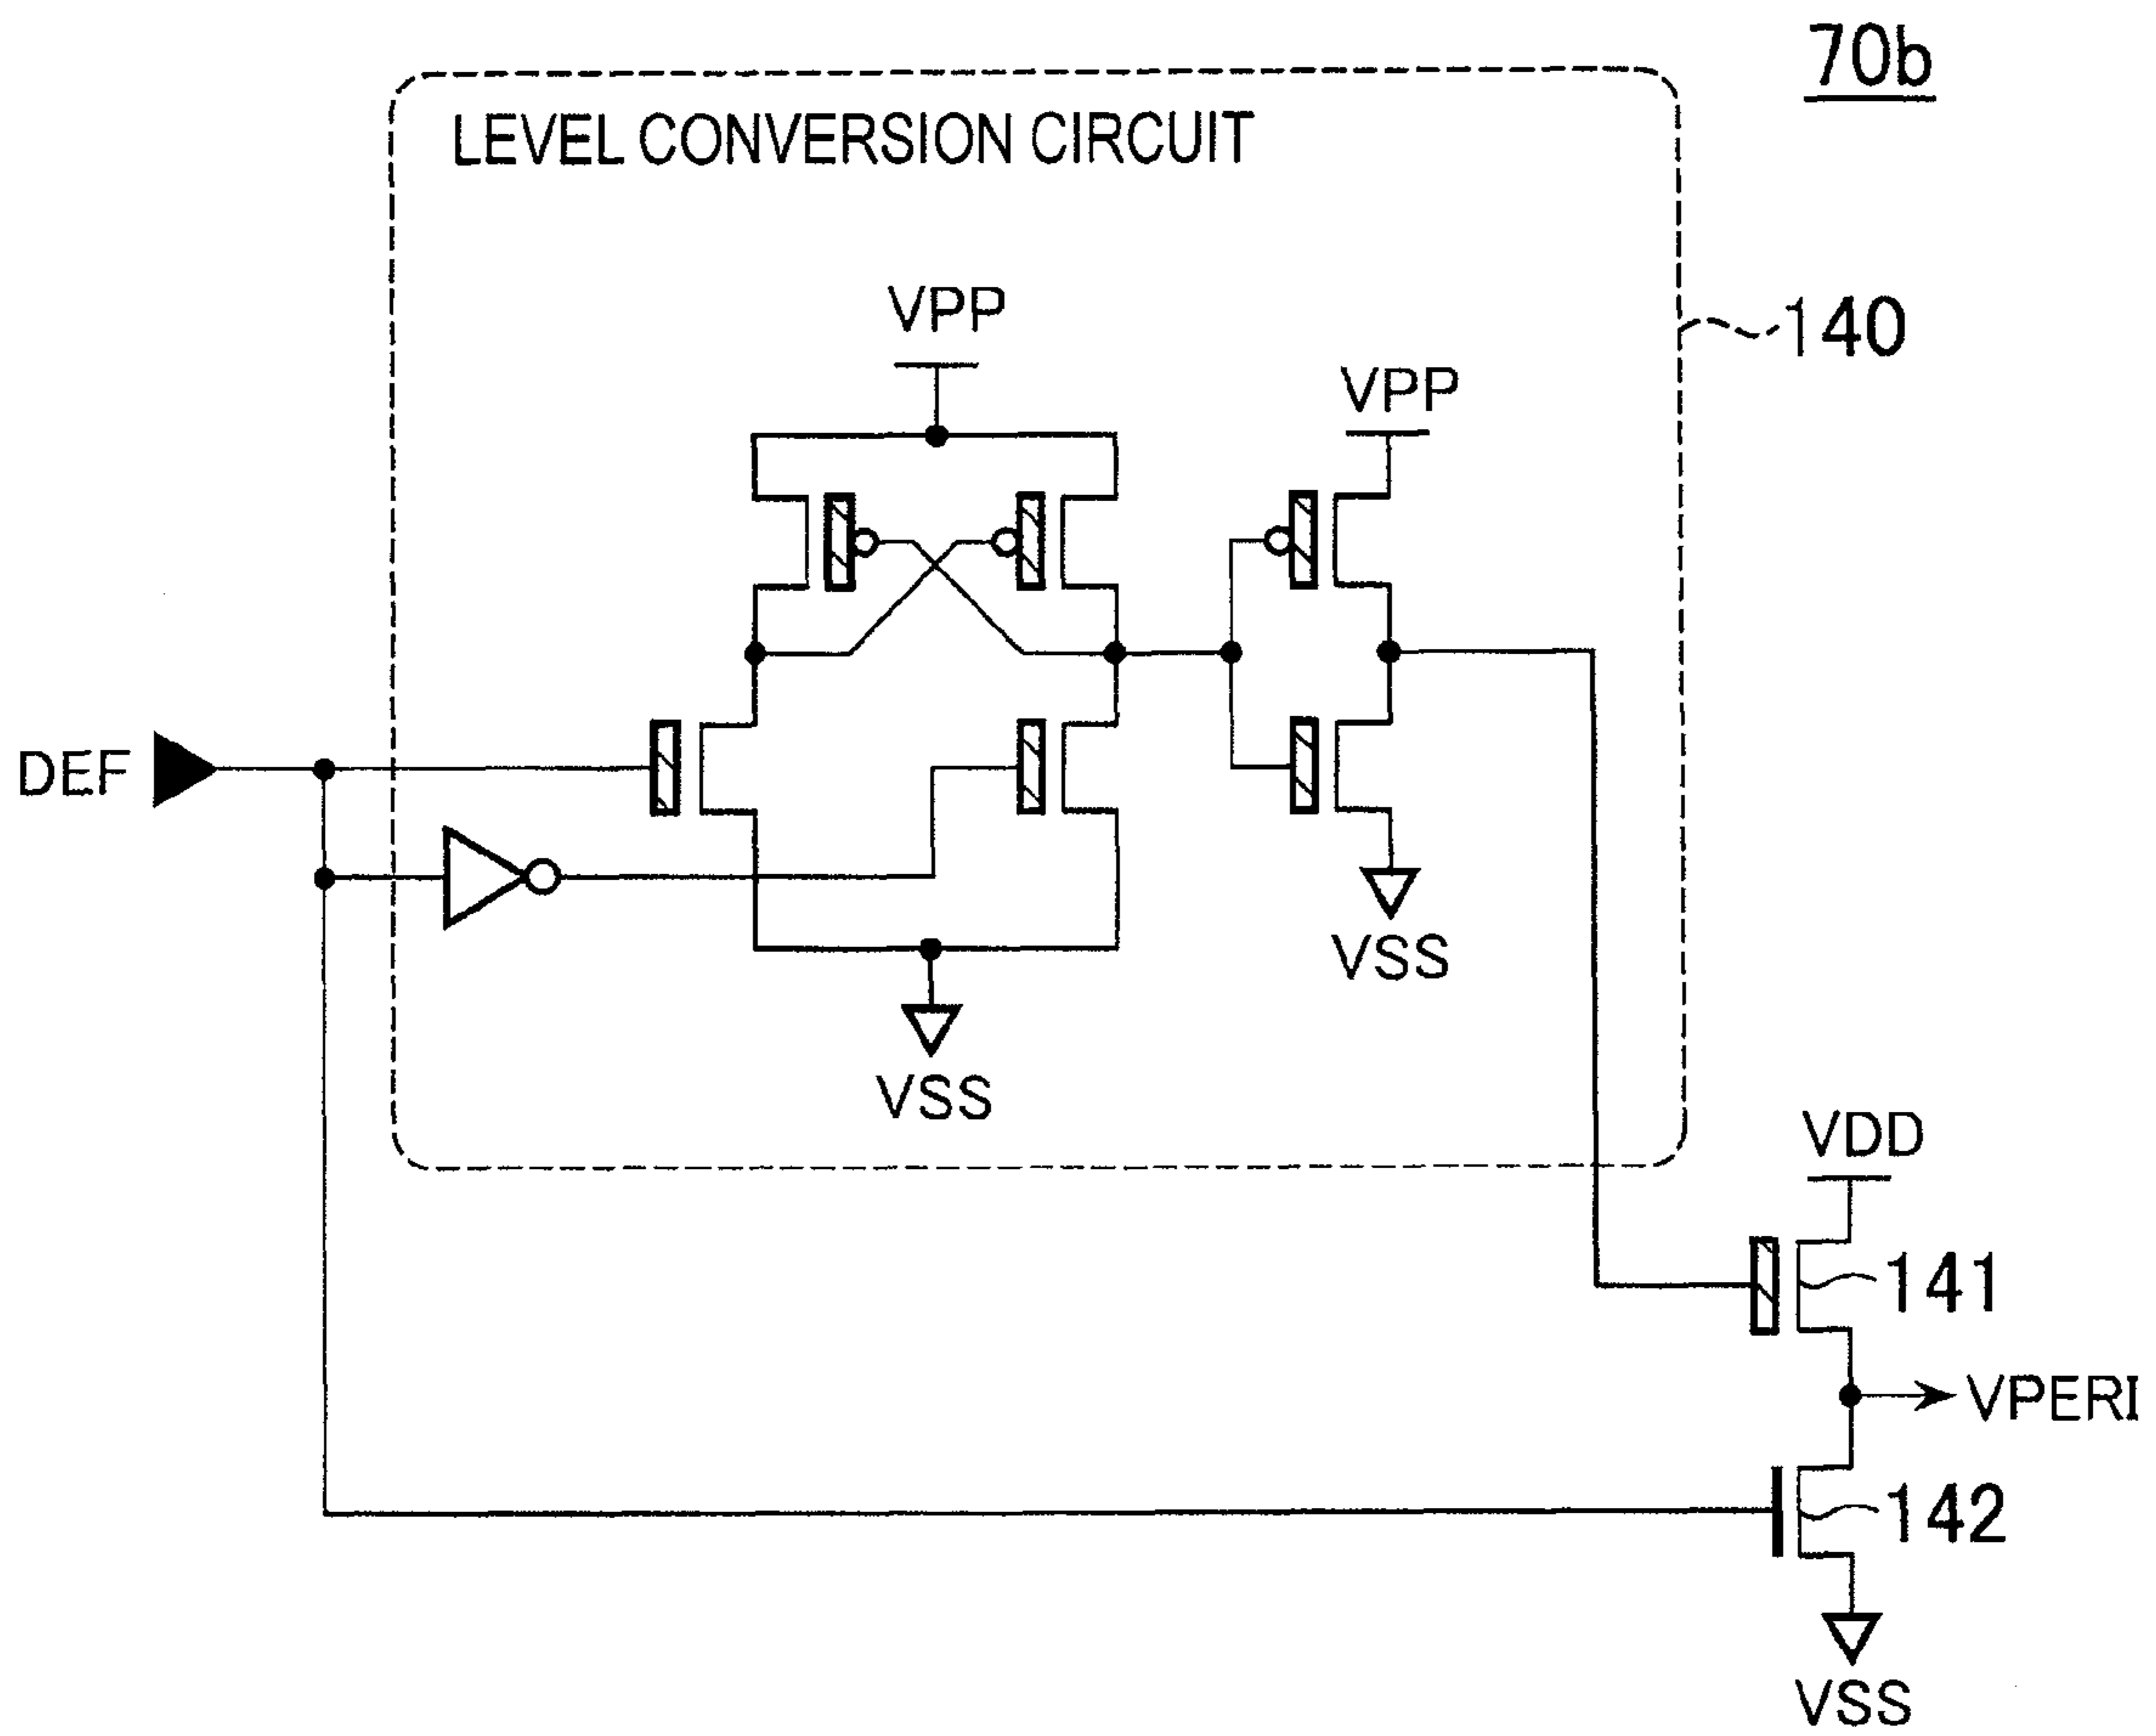 70b
LEVEL CONVERSION CIRCUIT
VPP
140
VPP
DEF
VSS
VSS
VDD
141
VPERI
142
VSS